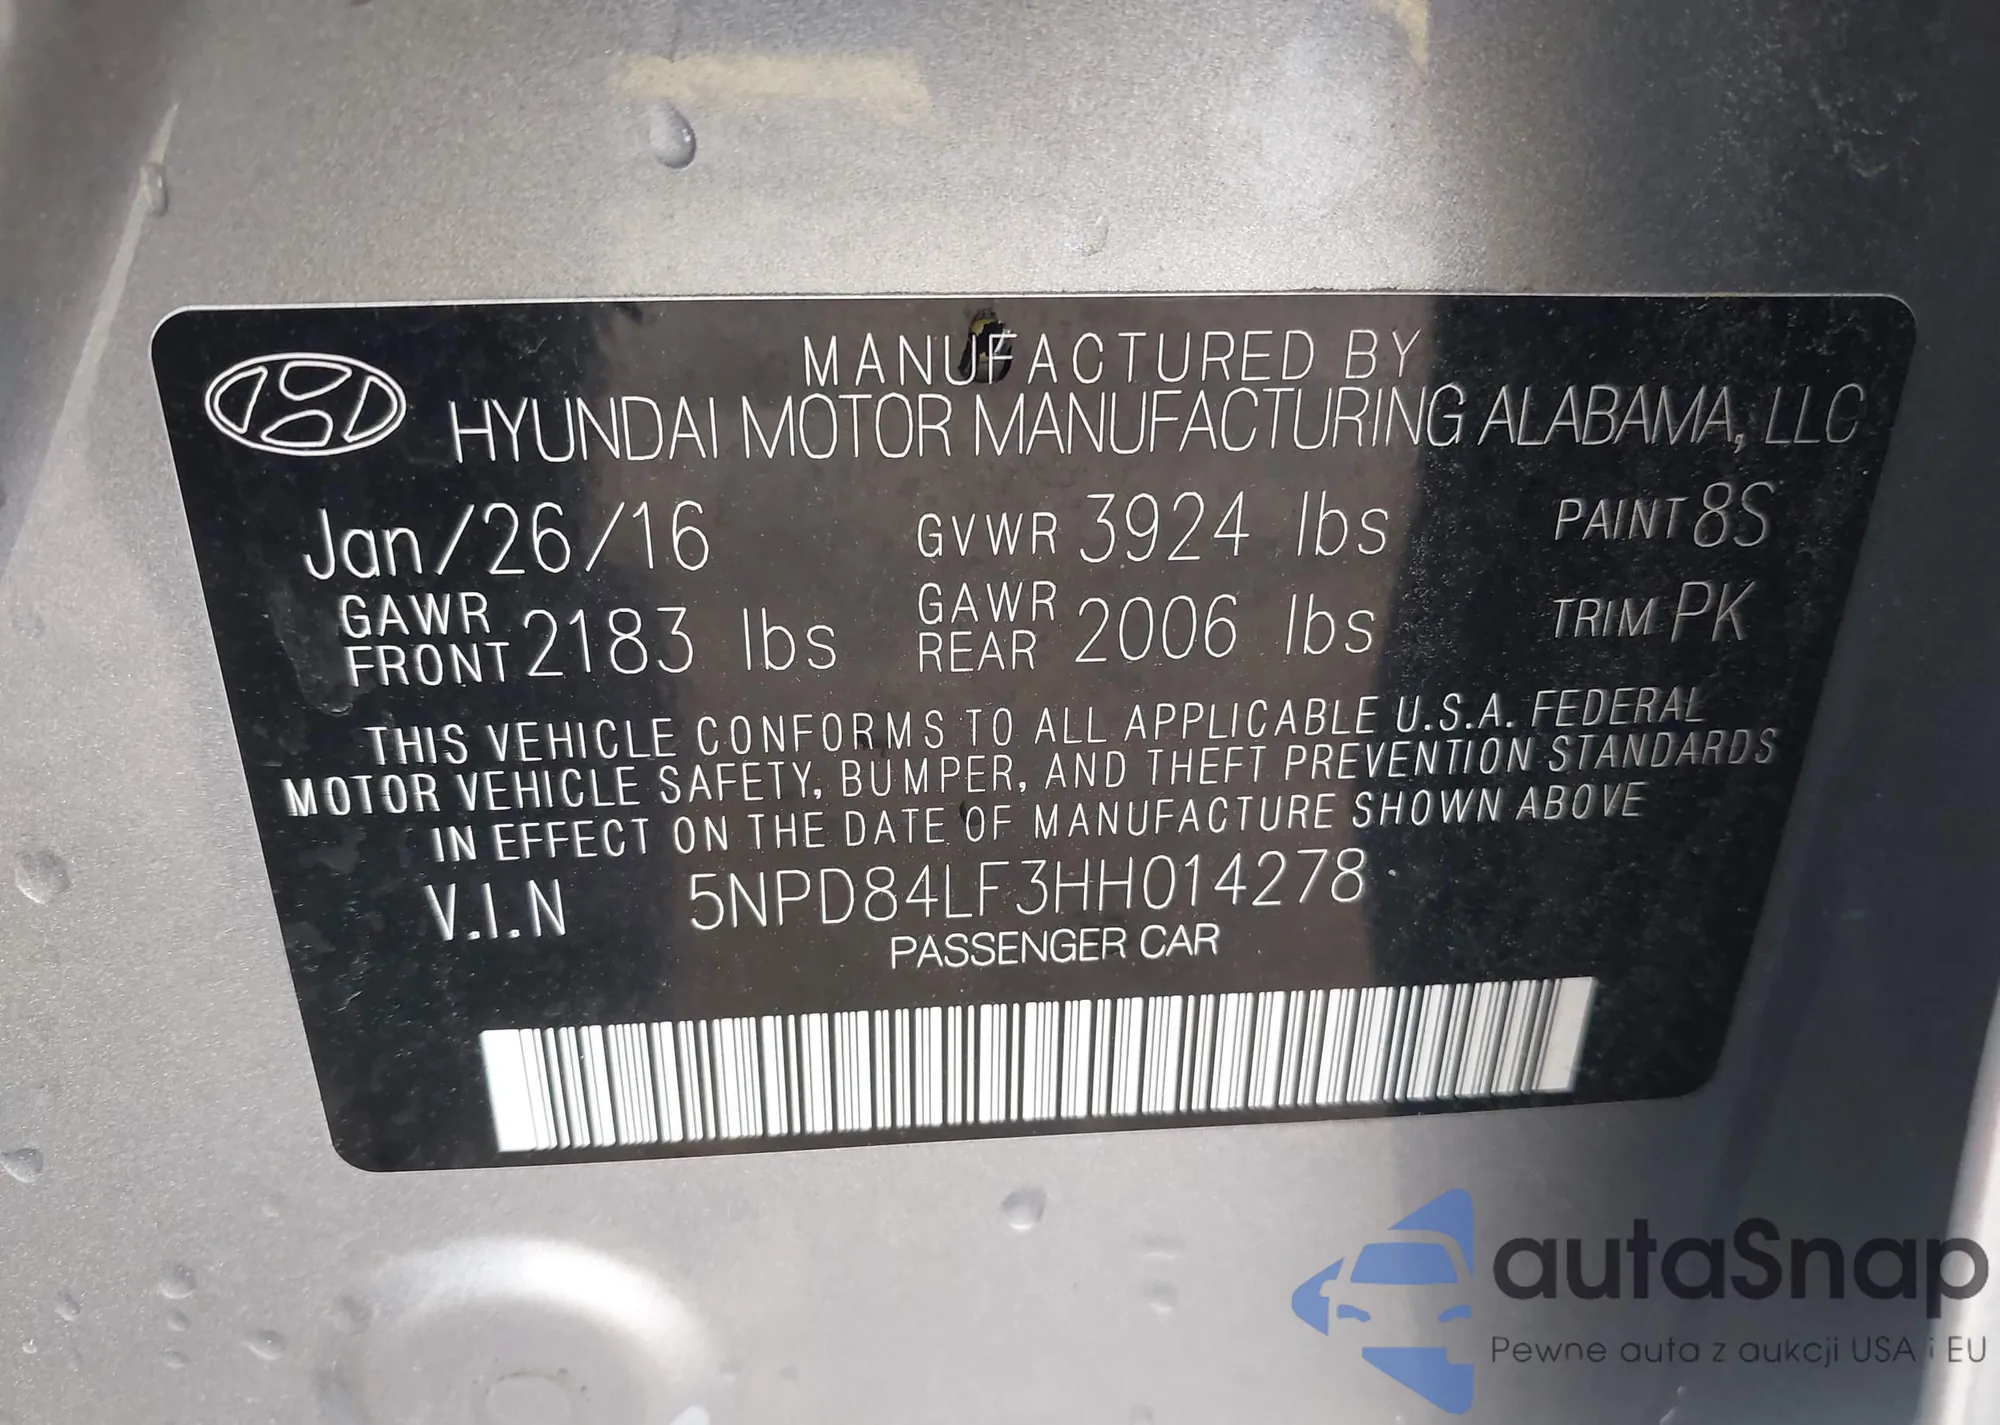 MANUFACTURED BY
HYUNDAI MOTOR MANUFACTURING ALABAMA, LLC
Jan/26/16 GVWR 3924 lbs PAINT 8S
GAWR FRONT 2183 lbs GAWR REAR 2006 lbs TRIM PK
THIS VEHICLE CONFORMS TO ALL APPLICABLE U.S.A. FEDERAL
MOTOR VEHICLE SAFETY, BUMPER, AND THEFT PREVENTION STANDARDS
IN EFFECT ON THE DATE OF MANUFACTURE SHOWN ABOVE
V.I.N 5NPD84LF3HH014278
PASSENGER CAR
autaSnap
Pewne auta z aukcji USA i EU